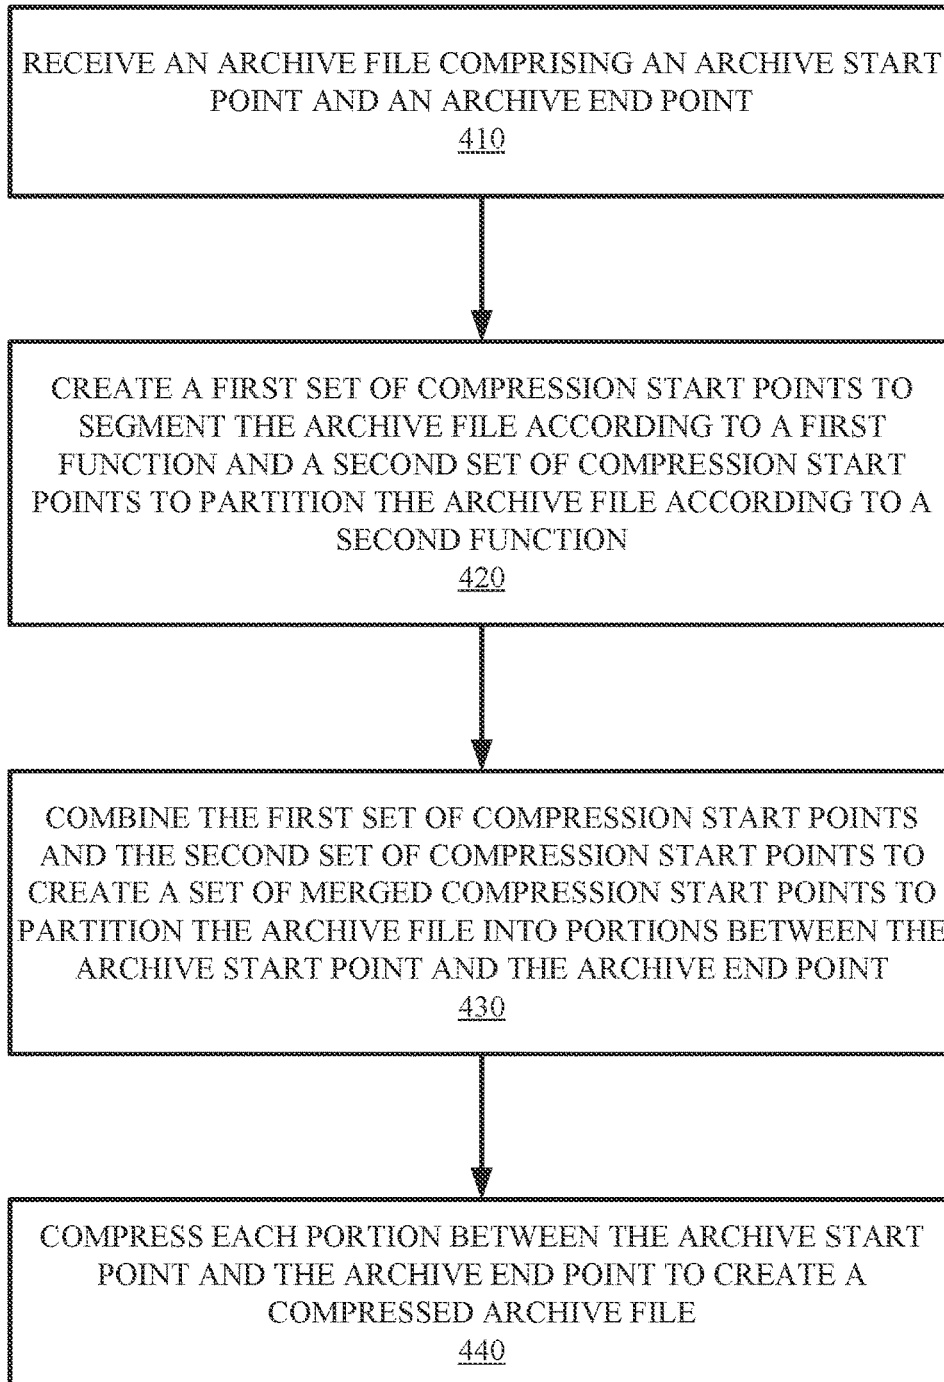 RECEIVE AN ARCHIVE FILE COMPRISING AN ARCHIVE START
POINT AND AN ARCHIVE END POINT
410
CREATE A FIRST SET OF COMPRESSION START POINTS TO
SEGMENT THE ARCHIVE FILE ACCORDING TO A FIRST
FUNCTION AND A SECOND SET OF COMPRESSION START
POINTS TO PARTITION THE ARCHIVE FILE ACCORDING TO A
SECOND FUNCTION
420
COMBINE THE FIRST SET OF COMPRESSION START POINTS
AND THE SECOND SET OF COMPRESSION START POINTS TO
CREATE A SET OF MERGED COMPRESSION START POINTS TO
PARTITION THE ARCHIVE FILE INTO PORTIONS BETWEEN THE
ARCHIVE START POINT AND THE ARCHIVE END POINT
430
COMPRESS EACH PORTION BETWEEN THE ARCHIVE START
POINT AND THE ARCHIVE END POINT TO CREATE A
COMPRESSED ARCHIVE FILE
440